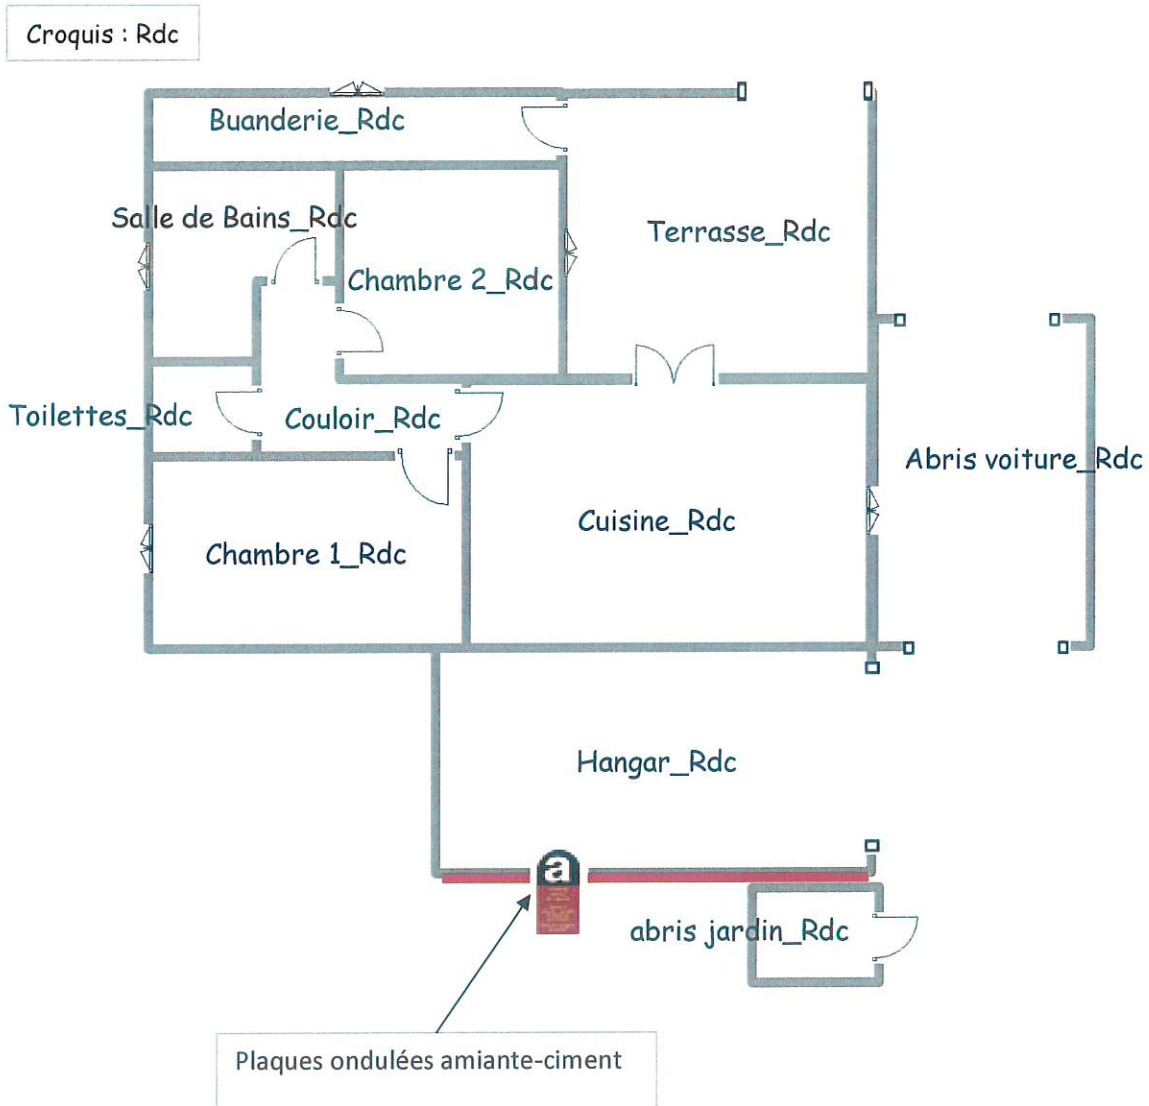 Croquis : Rdc
Buanderie_Rdc
Salle de Bains_Rdc
Terrasse_Rdc
Chambre 2_Rdc
Toilettes_Rdc
Couloir_Rdc
Abris voiture_Rdc
Cuisine_Rdc
Chambre 1_Rdc
Hangar_Rdc
a
abris jardin_Rdc
Plaques ondulées amiante-ciment